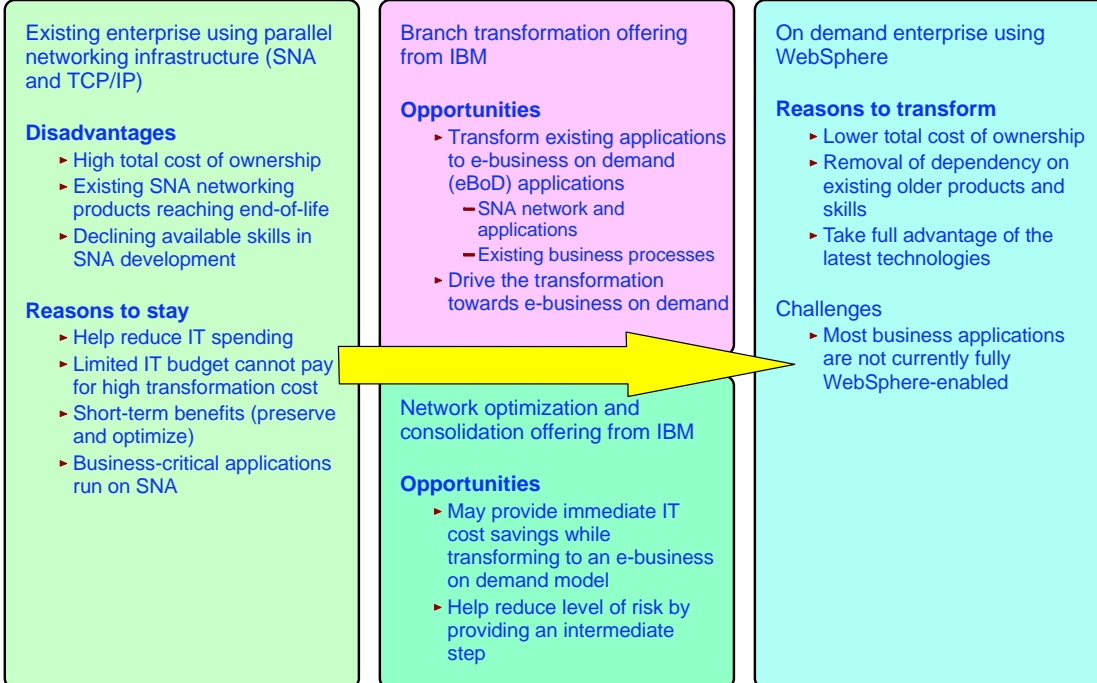 Existing enterprise using parallel
networking infrastructure (SNA
and TCP/IP)
Disadvantages
High total cost of ownership
Existing SNA networking
products reaching end-of-life
Declining available skills in
SNA development
Reasons to stay
Help reduce IT spending
Limited IT budget cannot pay
for high transformation cost
Short-term benefits (preserve
and optimize)
Business-critical applications
run on SNA
Branch transformation offering
from IBM
Opportunities
Transform existing applications
to e-business on demand
(eBoD) applications
SNA network and
applications
Existing business processes
Drive the transformation
towards e-business on demand
Network optimization and
consolidation offering from IBM
Opportunities
May provide immediate IT
cost savings while
transforming to an e-business
on demand model
Help reduce level of risk by
providing an intermediate
step
On demand enterprise using
WebSphere
Reasons to transform
Lower total cost of ownership
Removal of dependency on
existing older products and
skills
Take full advantage of the
latest technologies
Challenges
Most business applications
are not currently fully
WebSphere-enabled